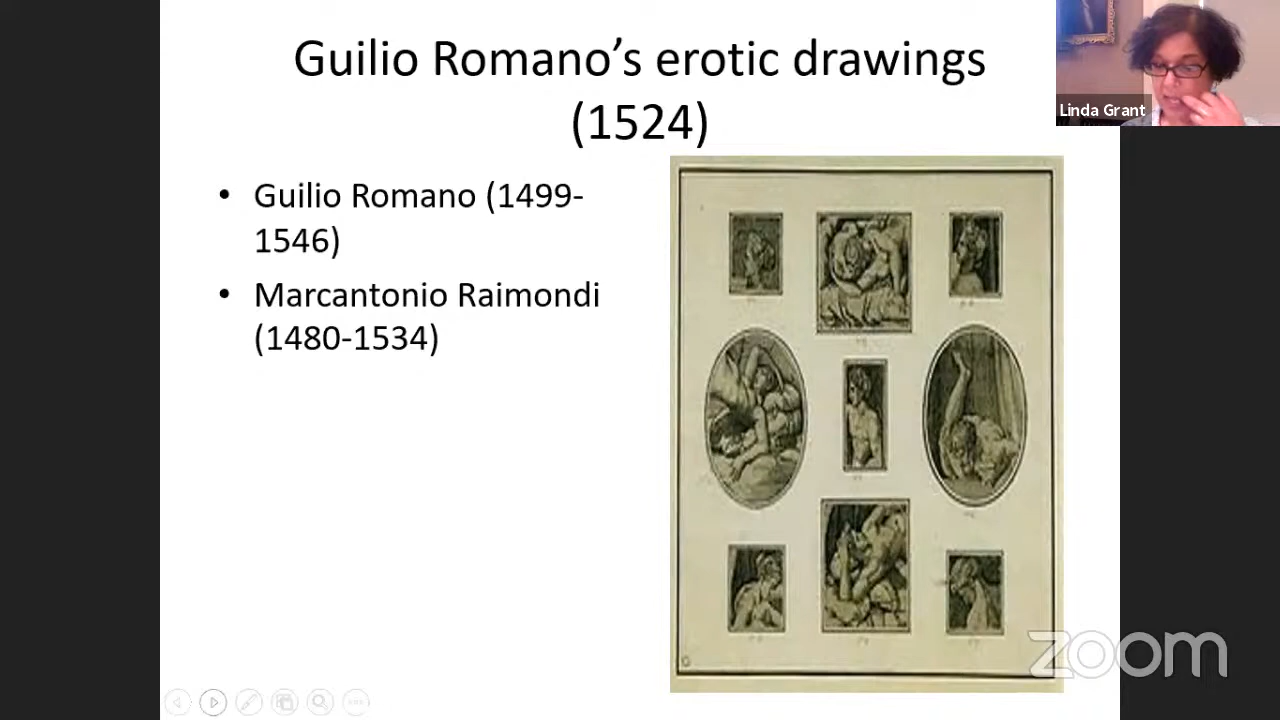 Guilio Romano’s erotic drawings
(1524)
Linda Grant
• Guilio Romano (1499-
1546)
• Marcantonio Raimondi
(1480-1534)
zoom